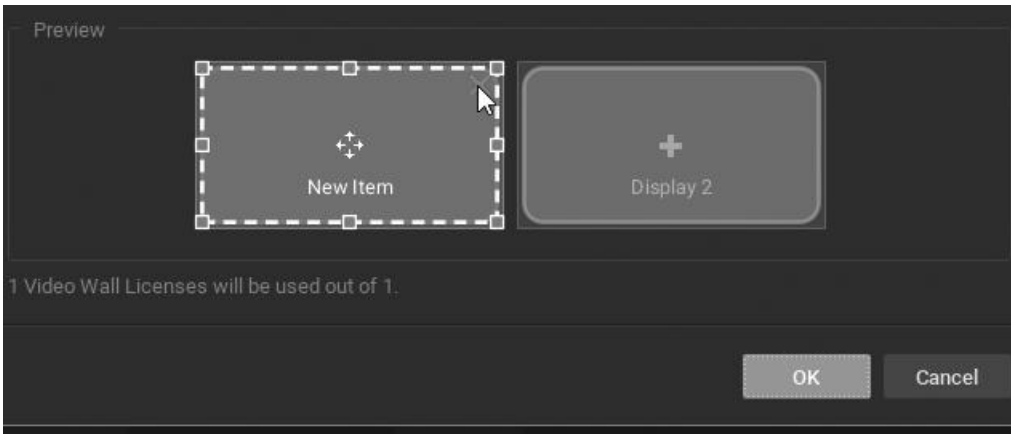 Preview
New Item
Display 2
1 Video Wall Licenses will be used out of 1.
OK
Cancel